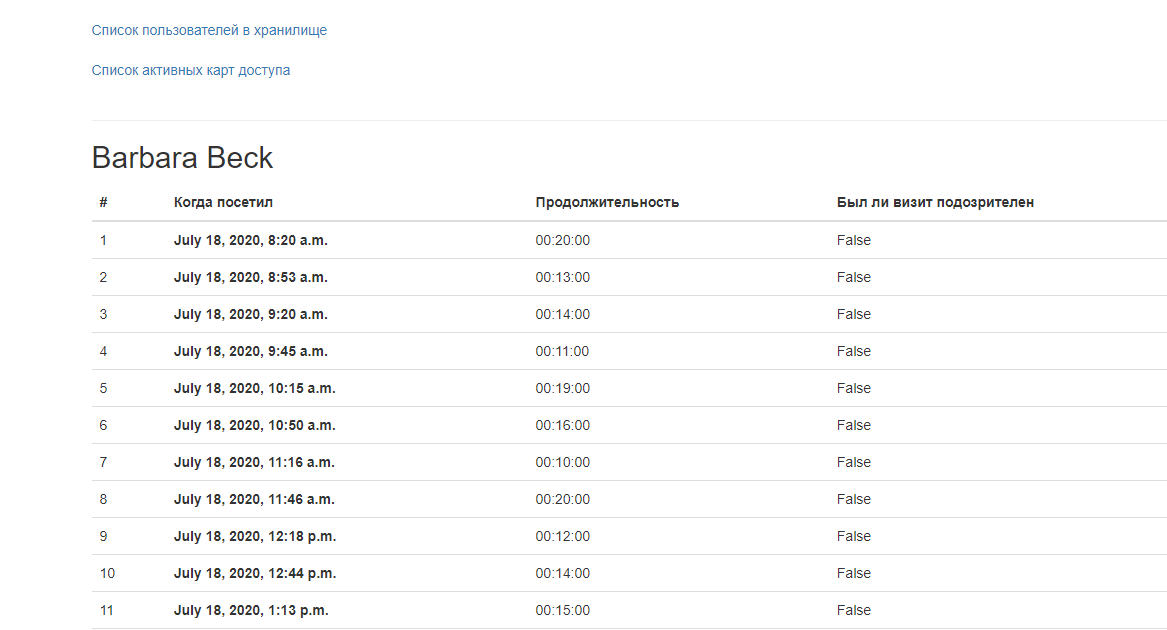 Список пользователей в хранилище
Список активных карт доступа
Barbara Beck
# Когда посетил Продолжительность Был ли визит подозрителен
1 July 18, 2020, 8:20 a.m. 00:20:00 False
2 July 18, 2020, 8:53 a.m. 00:13:00 False
3 July 18, 2020, 9:20 a.m. 00:14:00 False
4 July 18, 2020, 9:45 a.m. 00:11:00 False
5 July 18, 2020, 10:15 a.m. 00:19:00 False
6 July 18, 2020, 10:50 a.m. 00:16:00 False
7 July 18, 2020, 11:16 a.m. 00:10:00 False
8 July 18, 2020, 11:46 a.m. 00:20:00 False
9 July 18, 2020, 12:18 p.m. 00:12:00 False
10 July 18, 2020, 12:44 p.m. 00:14:00 False
11 July 18, 2020, 1:13 p.m. 00:15:00 False